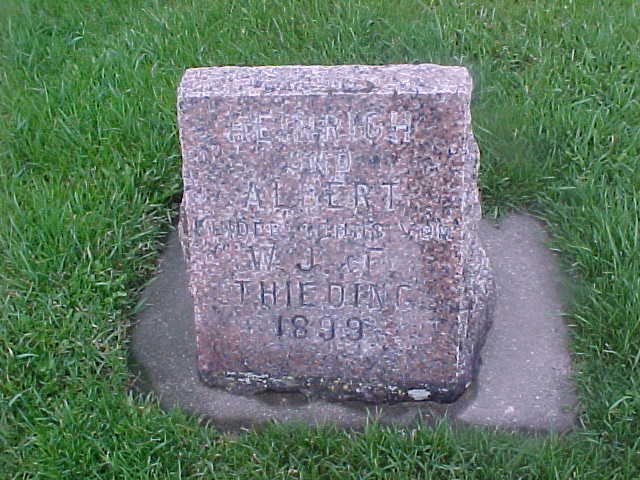 HEINRICH
UND
ALBERT
KINDER VON
W. J. & F.
THIEDING
1899